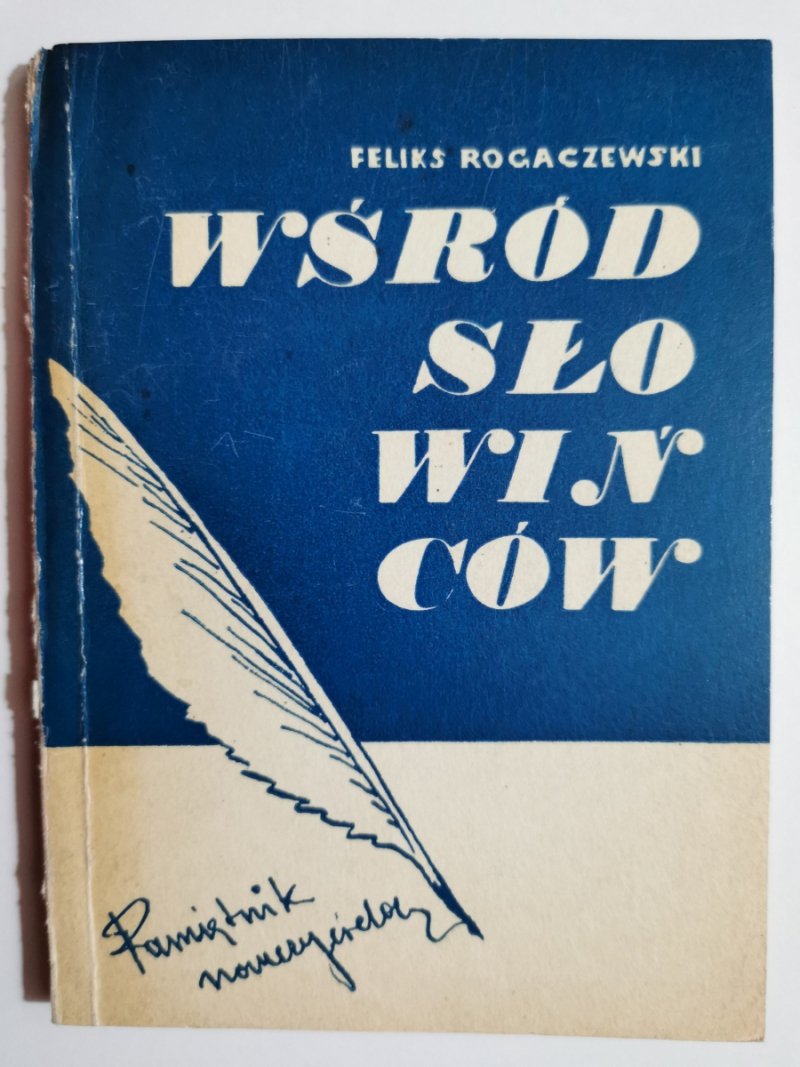 FELIKS ROGACZEWSKI
WŚRÓD
SŁO
WIŃ
CÓW
Pamiętnik
nauczyciela